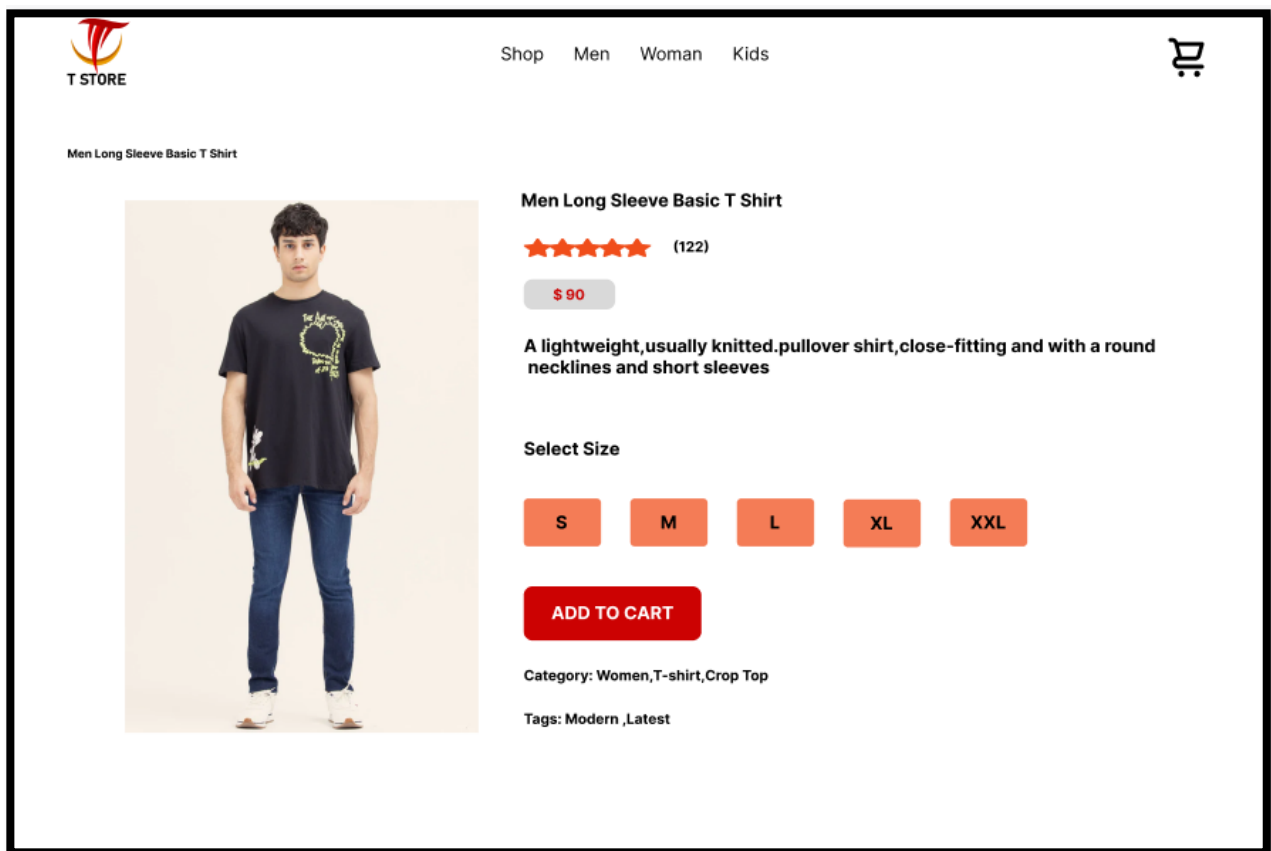 T STORE
Shop Men Woman Kids
Men Long Sleeve Basic T Shirt
Men Long Sleeve Basic T Shirt
(122)
$ 90
A lightweight,usually knitted.pullover shirt,close-fitting and with a round
necklines and short sleeves
Select Size
S M L XL XXL
ADD TO CART
Category: Women,T-shirt,Crop Top
Tags: Modern ,Latest